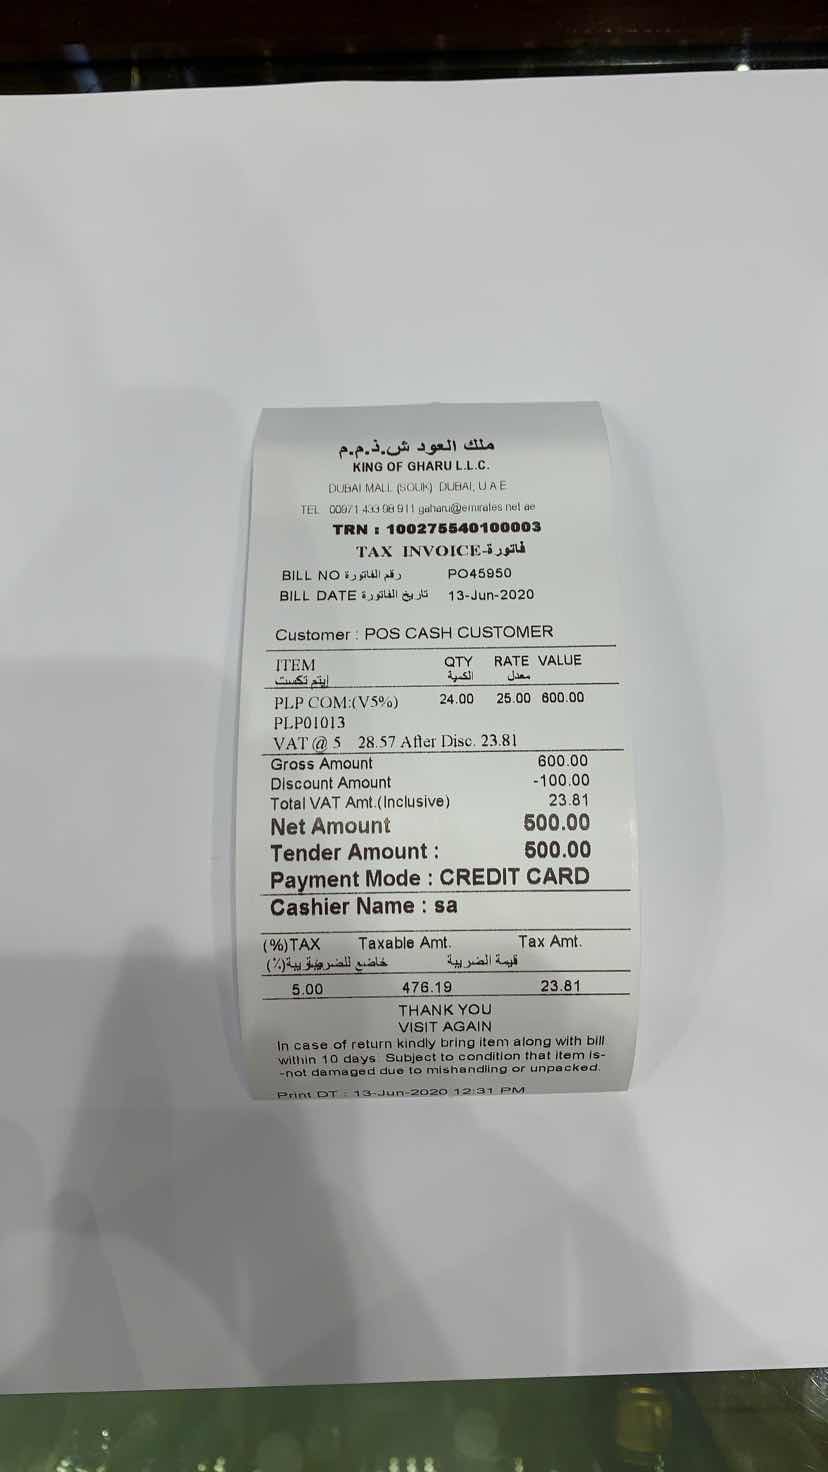 ملك العود ش.ذ.م.م
KING OF GHARU L.L.C.
DUBAI MALL (SOUK) DUBAI, U A E
TEL 00971 433 98 911 gaharu@emirates net ae
TRN : 100275540100003
TAX INVOICE-فاتورة
BILL NO رقم الفاتورة PO45950
BILL DATE تاريخ الفاتورة 13-Jun-2020
Customer : POS CASH CUSTOMER
ITEM QTY RATE VALUE
إيتم تكست الكمية معدل
PLP COM:(V5%) 24.00 25.00 600.00
PLP01013
VAT @ 5 28.57 After Disc. 23.81
Gross Amount 600.00
Discount Amount -100.00
Total VAT Amt.(Inclusive) 23.81
Net Amount 500.00
Tender Amount : 500.00
Payment Mode : CREDIT CARD
Cashier Name : sa
(%)TAX Taxable Amt. Tax Amt.
(%) خاضع للضريبة قيمة الضريبة
5.00 476.19 23.81
THANK YOU
VISIT AGAIN
In case of return kindly bring item along with bill
within 10 days Subject to condition that item is-
-not damaged due to mishandling or unpacked.
Print DT : 13-Jun-2020 12:31 PM